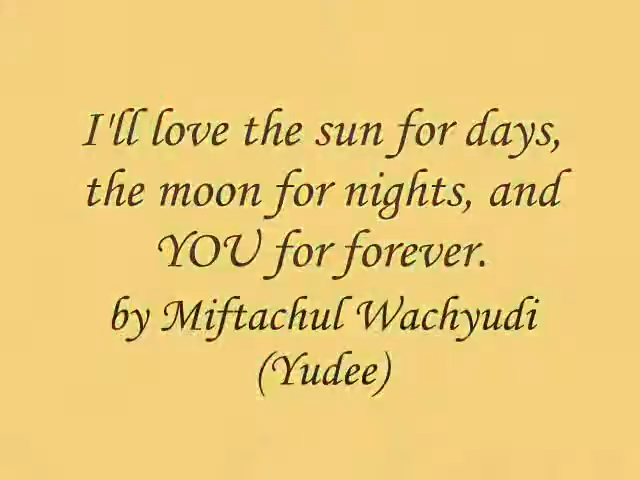 I'll love the sun for days,
the moon for nights, and
YOU for forever.
by Miftachul Wachyudi
(Yudee)